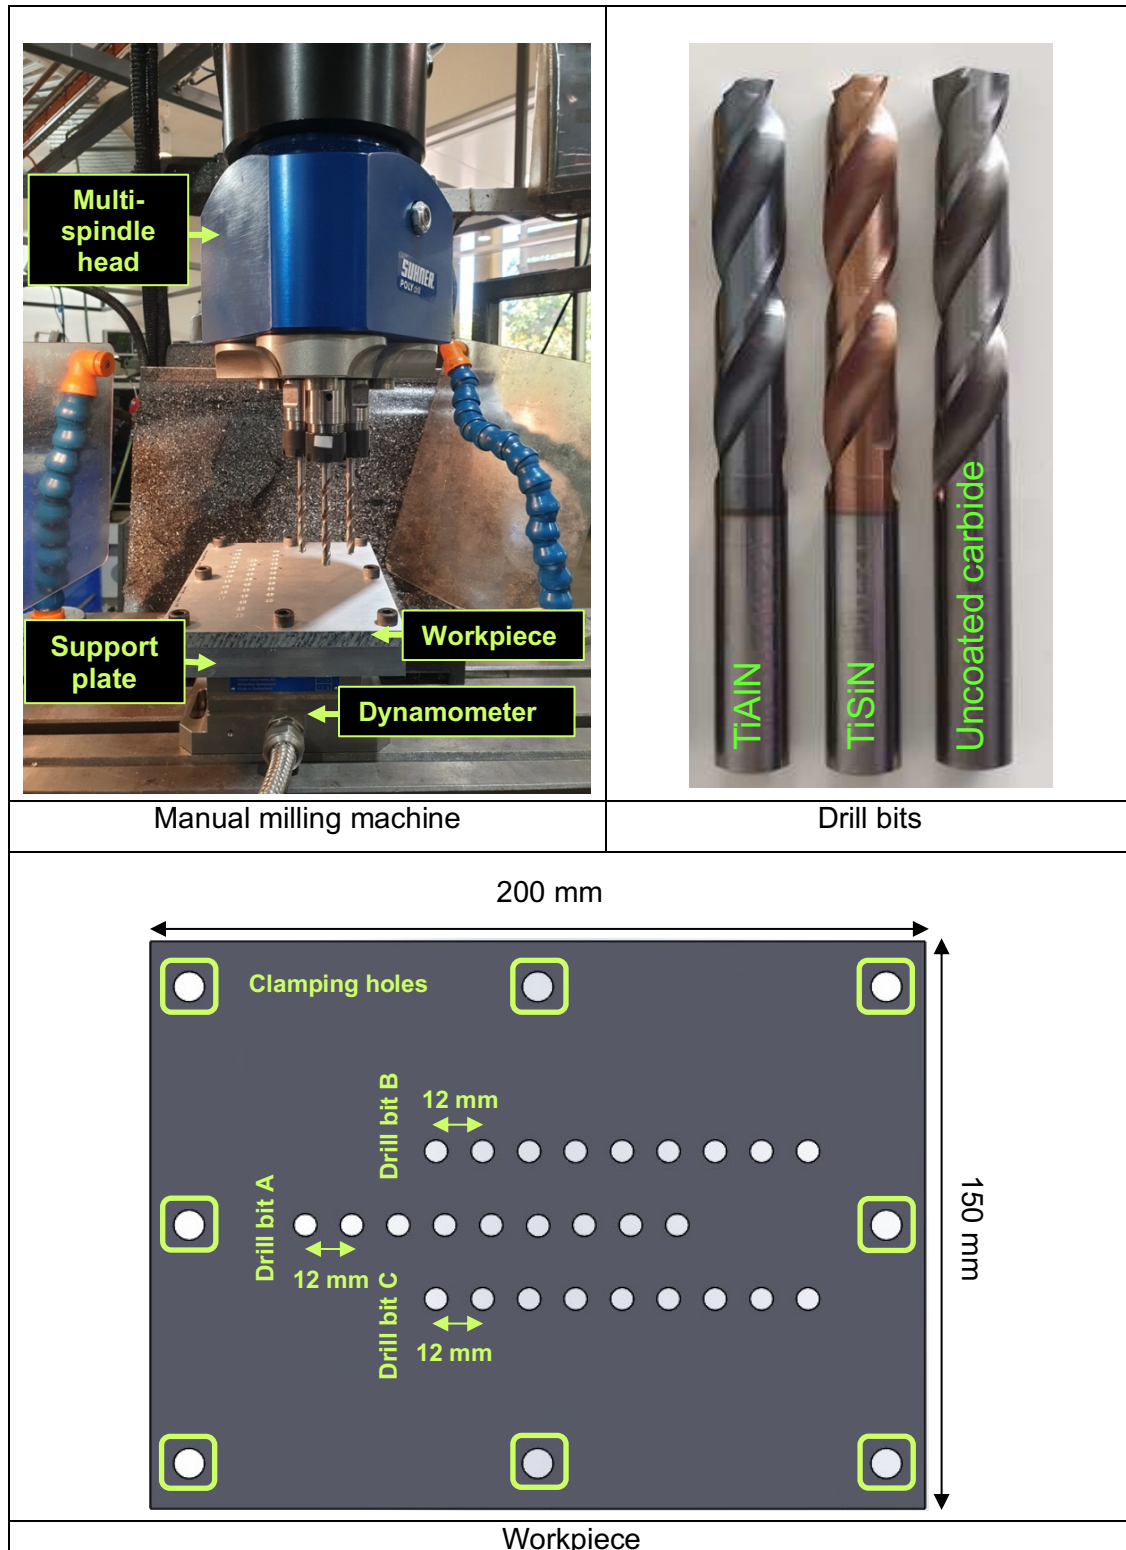 Multi-
spindle
head
SUHNER
POLYdrill
Workpiece
Support
plate
Dynamometer
TiAlN
TiSiN
Uncoated carbide
Manual milling machine
Drill bits
200 mm
Clamping holes
Drill bit B
12 mm
150 mm
Drill bit A
12 mm
Drill bit C
12 mm
Workpiece